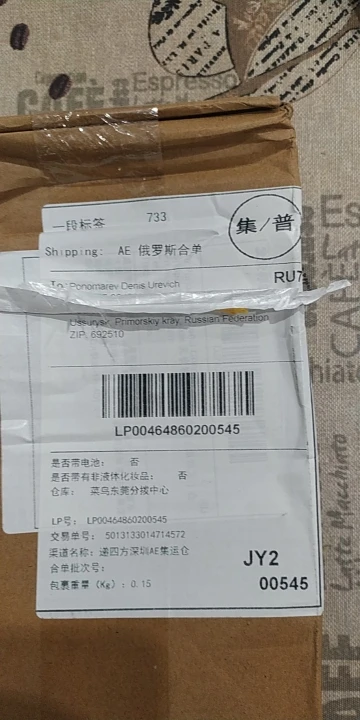 Espresso
CAFÉ
一段标签 733
集/普
Shipping: AE 俄罗斯合单
To Ponomarev Denis Urevich
Primorskiy kray, Russian Federation
ZIP, 692510
LP00464860200545
是否带电池： 否
是否带有非液体化妆品： 否
仓库： 菜鸟东莞分拨中心
LP号： LP00464860200545
交易单号： 5013133014714572
渠道名称：递四方深圳AE集运仓
合单批次号：
包裹重量（Kg）：0.15
JY2
00545
Latte Macchiato